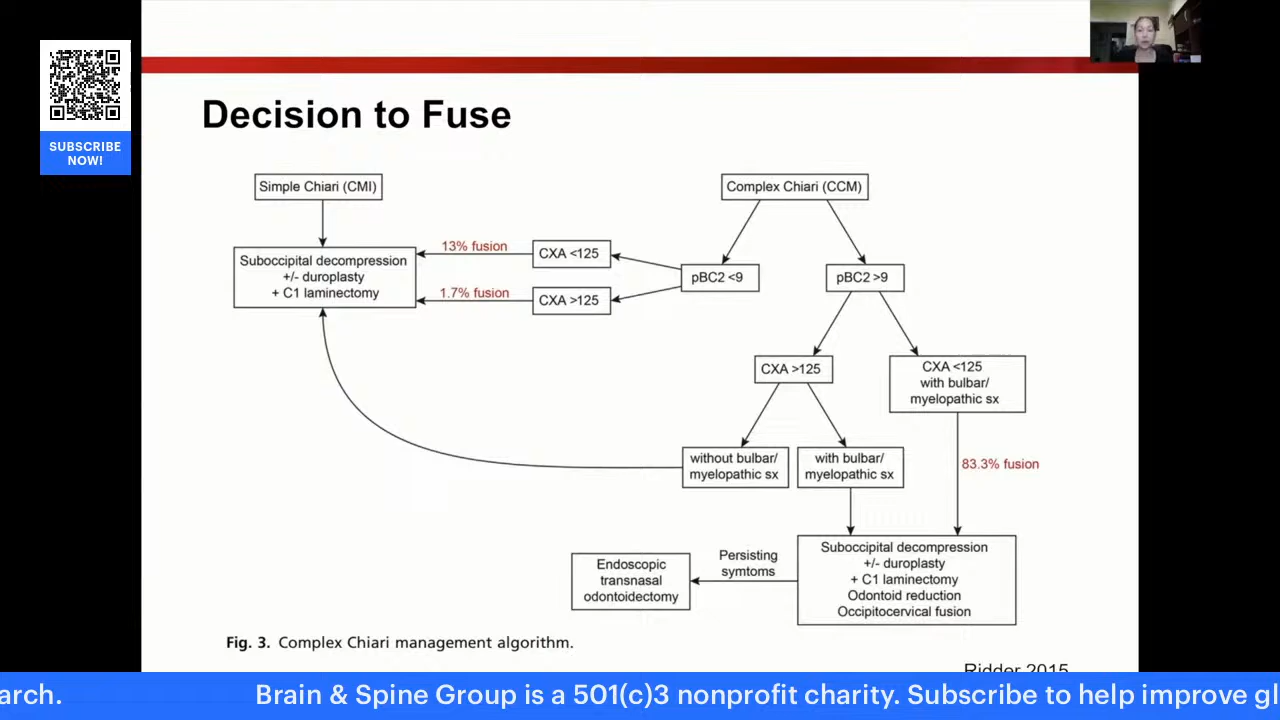 SUBSCRIBE
NOW!
Decision to Fuse
Simple Chiari (CMI)
Complex Chiari (CCM)
Suboccipital decompression
+/- duroplasty
+ C1 laminectomy
13% fusion
CXA <125
1.7% fusion
CXA >125
pBC2 <9
pBC2 >9
CXA >125
CXA <125
with bulbar/
myelopathic sx
without bulbar/
myelopathic sx
with bulbar/
myelopathic sx
83.3% fusion
Suboccipital decompression
+/- duroplasty
+ C1 laminectomy
Odontoid reduction
Occipitocervical fusion
Persisting
symtoms
Endoscopic
transnasal
odontoidectomy
Fig. 3. Complex Chiari management algorithm.
Ridder 2015
arch. Brain & Spine Group is a 501(c)3 nonprofit charity. Subscribe to help improve gl